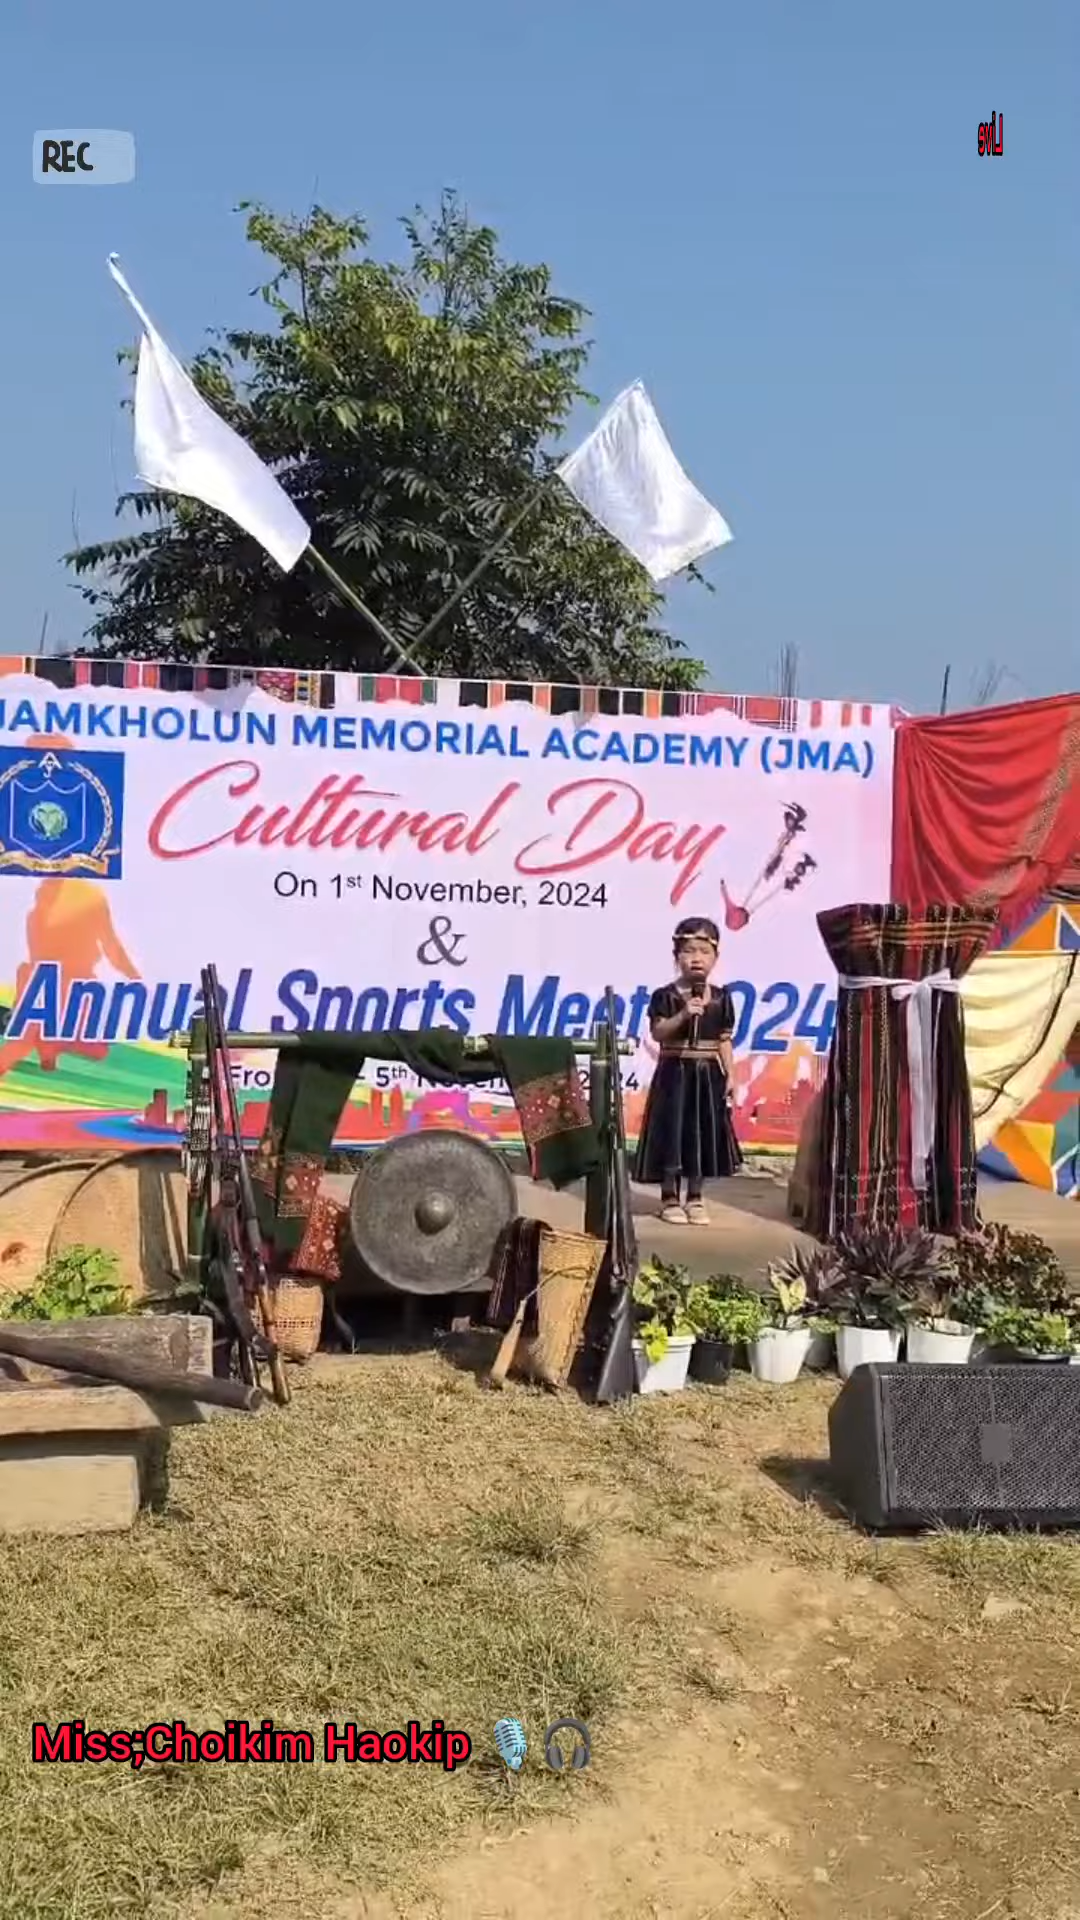 REC
Live
JAMKHOLUN MEMORIAL ACADEMY (JMA)
Cultural Day
On 1st November, 2024
&
Annual Sports Meet 2024
5th
Miss;Choikim Haokip